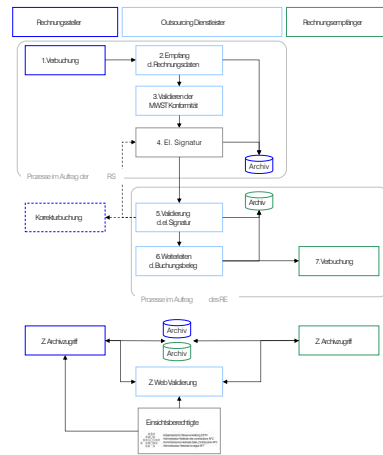 Rechnungssteller
Outsourcing Dienstleister
Rechnungsempfänger
1. Verbuchung
2. Empfang
d. Rechnungsdaten
3. Validieren der
MWST Konformität
4. El. Signatur
Archiv
Prozesse im Auftrag der RS
Archiv
Korrekturbuchung
5. Validierung
d. el. Signatur
6. Weiterleiten
d. Buchungsbeleg
7. Verbuchung
Prozesse im Auftrag des RE
Archiv
Z. Archivzugriff
Archiv
Z. Archivzugriff
Z. Web Validierung
Einsichtsberechtigte